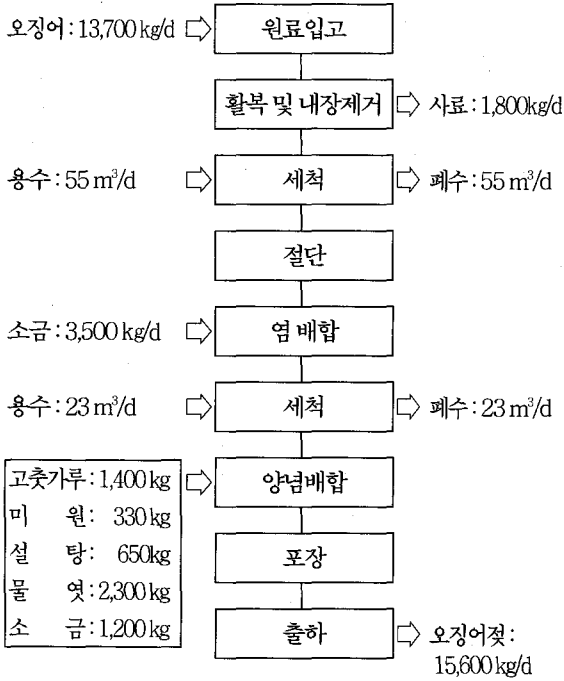 오징어 : 13,700 kg/d
원료입고
활복 및 내장제거
사료 : 1,800kg/d
용수 : 55 m³/d
세척
폐수 : 55 m³/d
절단
소금 : 3,500 kg/d
염 배합
용수 : 23 m³/d
세척
폐수 : 23 m³/d
고춧가루 : 1,400 kg
양념배합
미 원 : 330 kg
설 탕 : 650kg
포장
물 엿 : 2,300 kg
소 금 : 1,200 kg
출하
오징어젖 :
15,600 kg/d